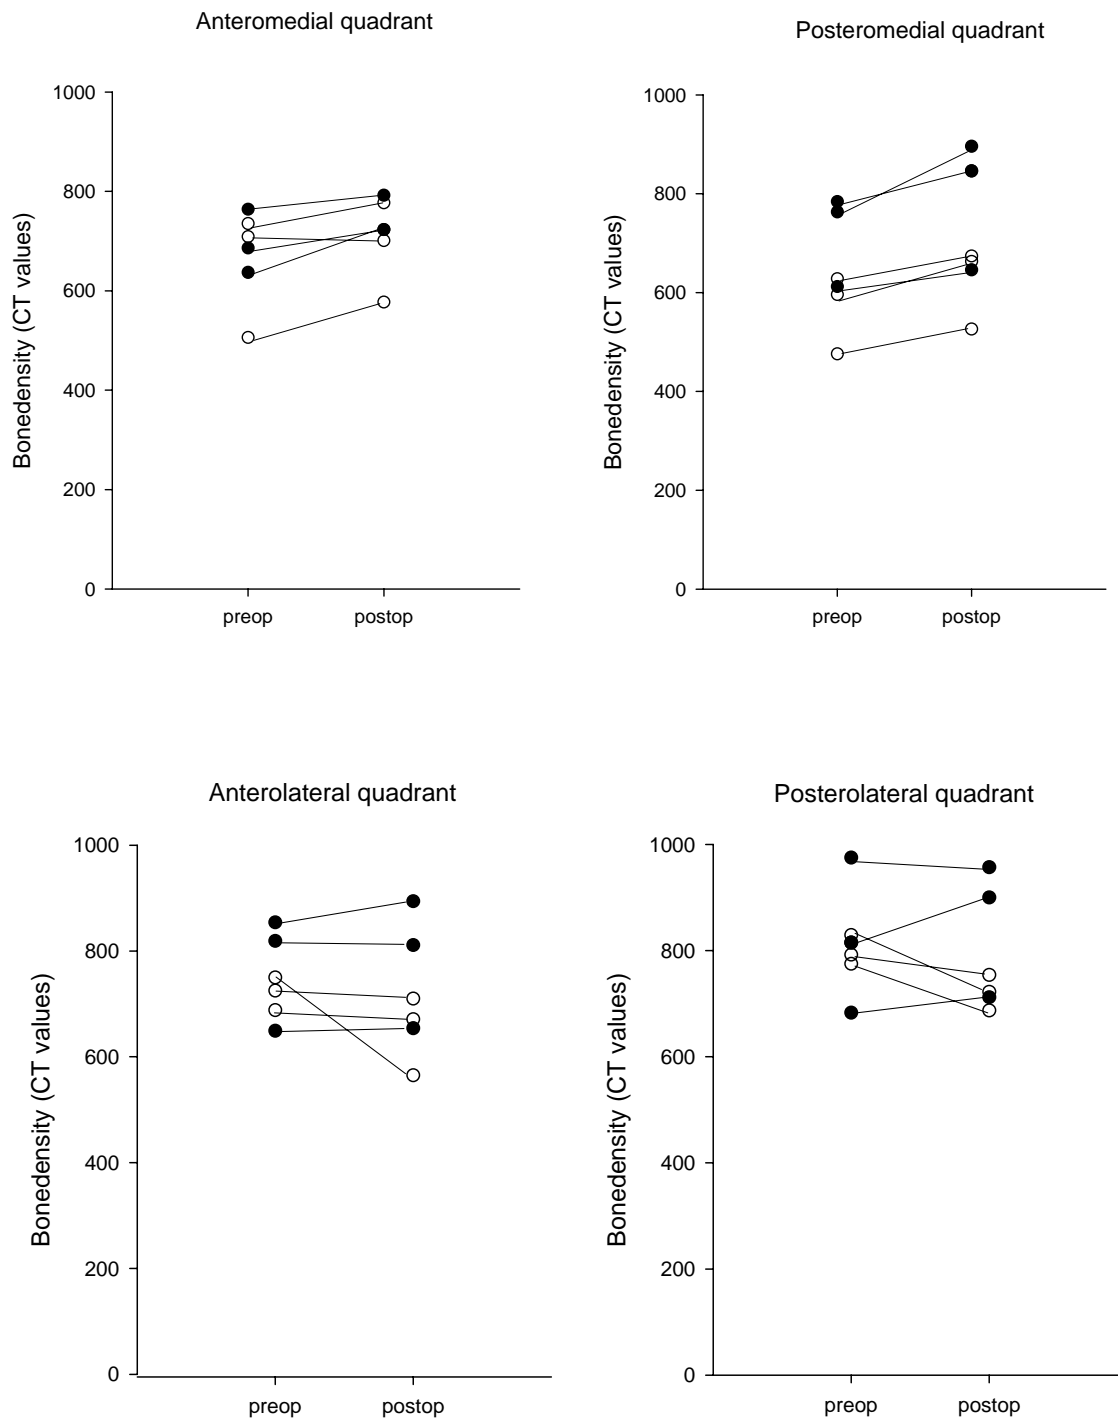 Anteromedial quadrant
Bonedensity (CT values)
1000
800
600
400
200
0
preop postop
Posteromedial quadrant
Bonedensity (CT values)
1000
800
600
400
200
0
preop postop
Anterolateral quadrant
Bonedensity (CT values)
1000
800
600
400
200
0
preop postop
Posterolateral quadrant
Bonedensity (CT values)
1000
800
600
400
200
0
preop postop